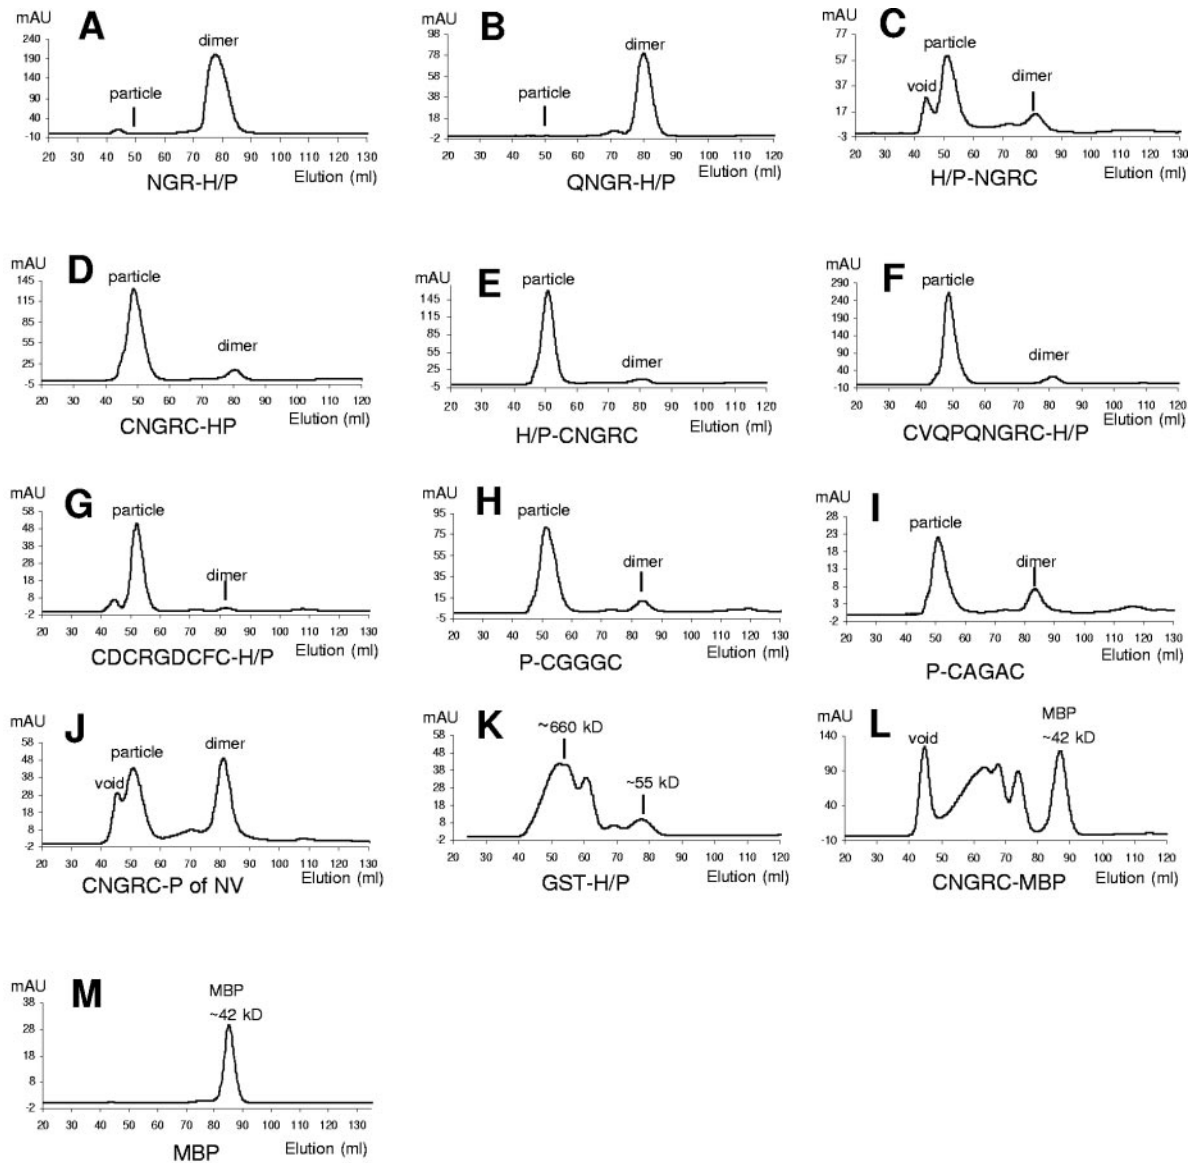 mAU
A
240
190
140
90
40
-10
particle
dimer
20 30 40 50 60 70 80 90 100 110 120 130
Elution (ml)
NGR-H/P
mAU
B
98
78
58
38
18
-2
particle
dimer
20 30 40 50 60 70 80 90 100 110 120
Elution (ml)
QNGR-H/P
mAU
C
77
57
37
17
-3
void
particle
dimer
20 30 40 50 60 70 80 90 100 110 120 130
Elution (ml)
H/P-NGRC
mAU
D
145
115
85
55
25
-5
particle
dimer
20 30 40 50 60 70 80 90 100 110 120
Elution (ml)
CNGRC-HP
mAU
E
145
115
85
55
25
-5
particle
dimer
20 30 40 50 60 70 80 90 100 110 120
Elution (ml)
H/P-CNGRC
mAU
F
290
240
190
140
90
40
-10
particle
dimer
20 30 40 50 60 70 80 90 100 110 120
Elution (ml)
CVQPQNGRC-H/P
mAU
G
58
48
38
28
18
8
-2
particle
dimer
20 30 40 50 60 70 80 90 100 110 120 130
Elution (ml)
CDCRGDCFC-H/P
mAU
H
95
75
55
35
15
-5
particle
dimer
20 30 40 50 60 70 80 90 100 110 120 130
Elution (ml)
P-CGGGC
mAU
I
28
23
18
13
8
3
-2
particle
dimer
20 30 40 50 60 70 80 90 100 110 120 130
Elution (ml)
P-CAGAC
mAU
J
58
48
38
28
18
8
-2
void
particle
dimer
20 30 40 50 60 70 80 90 100 110 120 130
Elution (ml)
CNGRC-P of NV
mAU
K
58
48
38
28
18
8
-2
~660 kD
~55 kD
20 30 40 50 60 70 80 90 100 110 120
Elution (ml)
GST-H/P
mAU
L
140
90
40
-10
void
MBP
~42 kD
20 30 40 50 60 70 80 90 100 110 120
Elution (ml)
CNGRC-MBP
mAU
M
38
28
18
8
-2
MBP
~42 kD
20 30 40 50 60 70 80 90 100 110 120 130
Elution (ml)
MBP